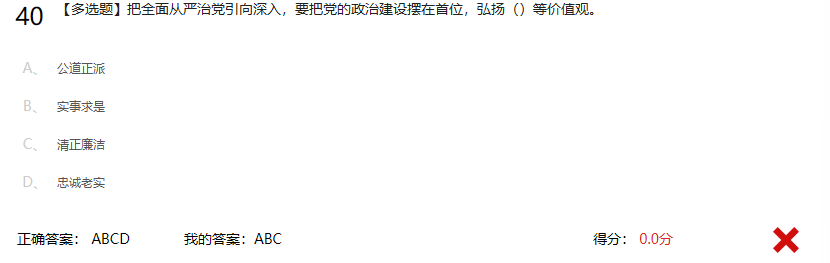 40 【多选题】把全面从严治党引向深入，要把党的政治建设摆在首位，弘扬（）等价值观。
A、 公道正派
B、 实事求是
C、 清正廉洁
D、 忠诚老实
正确答案： ABCD 我的答案：ABC 得分： 0.0分